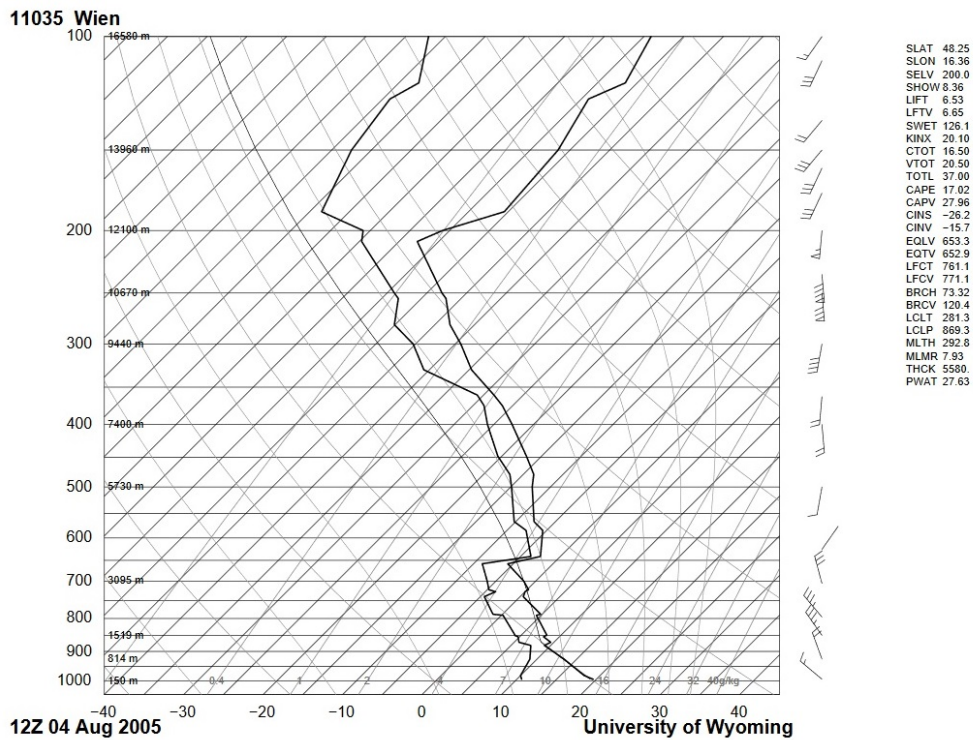 11035 Wien
100
16580 m
13960 m
200
12100 m
10670 m
300
9440 m
400
7400 m
500
5730 m
600
700
3095 m
800
1519 m
900
814 m
1000
150 m
0.4 1 2 4 7 10 16 24 32 40g/kg
−40 −30 −20 −10 0 10 20 30 40
12Z 04 Aug 2005
University of Wyoming
SLAT 48.25
SLON 16.36
SELV 200.0
SHOW 8.36
LIFT 6.53
LFTV 6.65
SWET 126.1
KINX 20.10
CTOT 16.50
VTOT 20.50
TOTL 37.00
CAPE 17.02
CAPV 27.96
CINS −26.2
CINV −15.7
EQLV 653.3
EQTV 652.9
LFCT 761.1
LFCV 771.1
BRCH 73.32
BRCV 120.4
LCLT 281.3
LCLP 869.3
MLTH 292.8
MLMR 7.93
THCK 5580.
PWAT 27.63